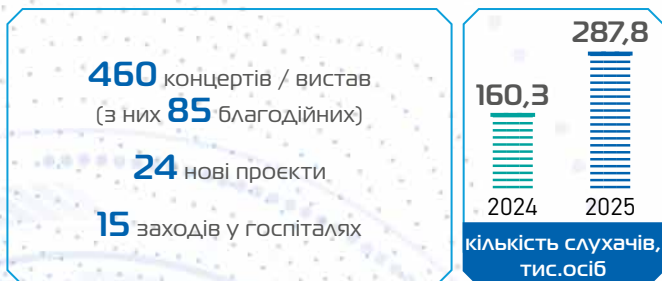 460 концертів / вистав
(з них 85 благодійних)
24 нові проєкти
15 заходів у госпіталях
287,8
160,3
2024 2025
кількість слухачів,
тис.осіб